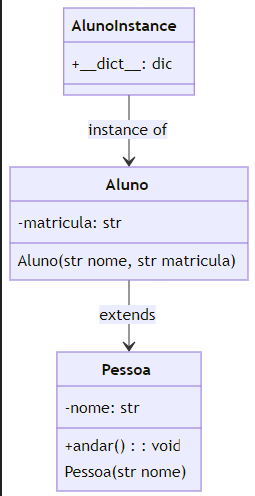 AlunoInstance
+__dict__: dic
instance of
Aluno
-matricula: str
Aluno(str nome, str matricula)
extends
Pessoa
-nome: str
+andar() : : void
Pessoa(str nome)